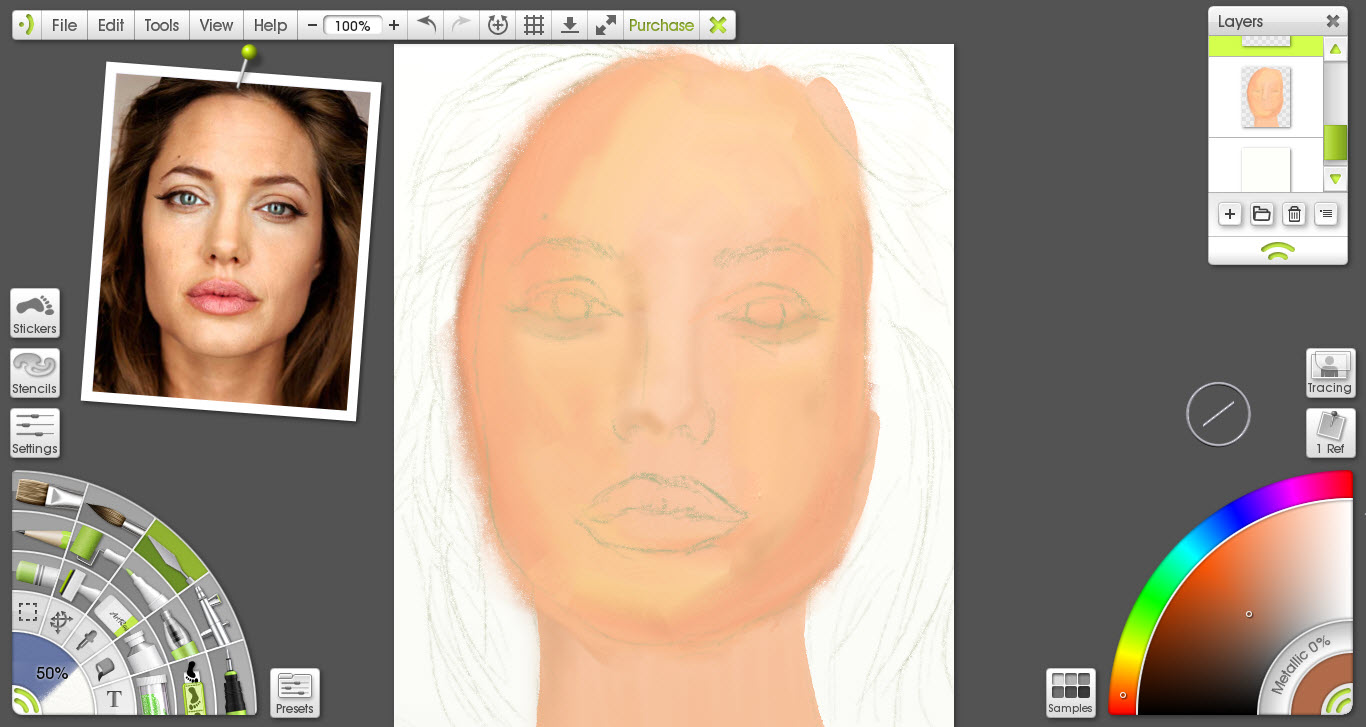 File Edit Tools View Help 100% Purchase
Layers
Stickers
Stencils
Settings
Tracing
1 Ref
50%
T
Presets
Samples
Metallic 0%